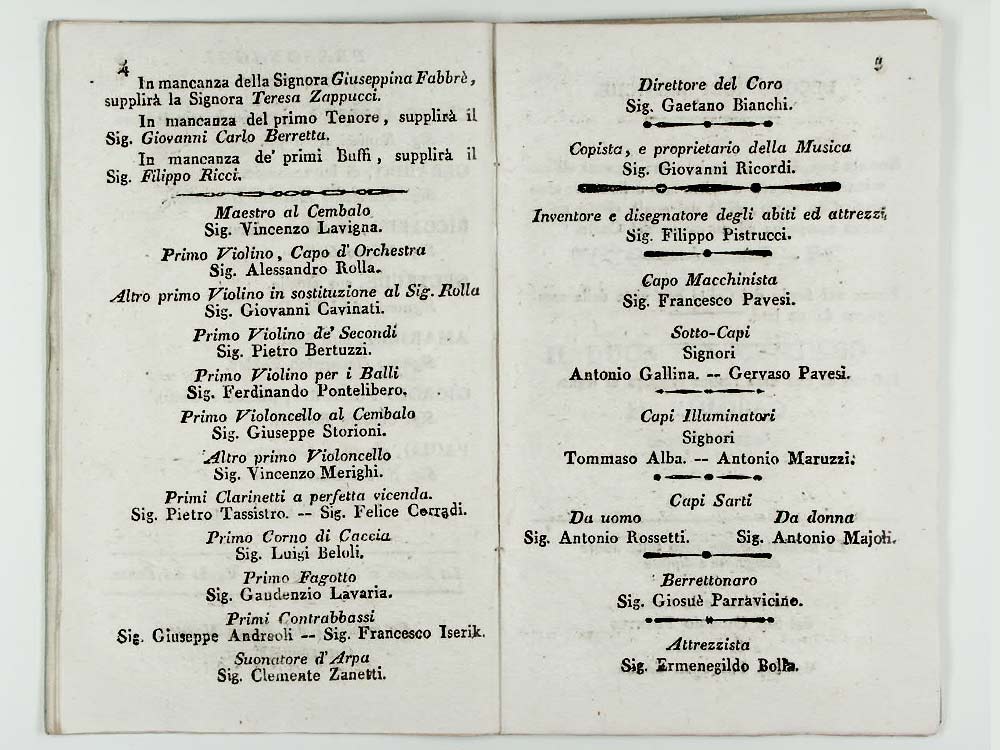 4
In mancanza della Signora Giuseppina Fabbrè,
supplirà la Signora Teresa Zappucci.
In mancanza del primo Tenore, supplirà il
Sig. Giovanni Carlo Berretta.
In mancanza de' primi Buffi, supplirà il
Sig. Filippo Ricci.
Maestro al Cembalo
Sig. Vincenzo Lavigna.
Primo Violino, Capo d'Orchestra
Sig. Alessandro Rolla.
Altro primo Violino in sostituzione al Sig. Rolla
Sig. Giovanni Cavinati.
Primo Violino de' Secondi
Sig. Pietro Bertuzzi.
Primo Violino per i Balli
Sig. Ferdinando Pontelibero.
Primo Violoncello al Cembalo
Sig. Giuseppe Storioni.
Altro primo Violoncello
Sig. Vincenzo Merighi.
Primi Clarinetti a perfetta vicenda.
Sig. Pietro Tassistro. -- Sig. Felice Corradi.
Primo Corno di Caccia
Sig. Luigi Beloli.
Primo Fagotto
Sig. Gaudenzio Lavaria.
Primi Contrabbassi
Sig. Giuseppe Andreoli -- Sig. Francesco Iserik.
Suonatore d'Arpa
Sig. Clemente Zanetti.
Direttore del Coro
Sig. Gaetano Bianchi.
Copista, e proprietario della Musica
Sig. Giovanni Ricordi.
Inventore e disegnatore degli abiti ed attrezzi
Sig. Filippo Pistrucci.
Capo Macchinista
Sig. Francesco Pavesi.
Sotto-Capi
Signori
Antonio Gallina. -- Gervaso Pavesi.
Capi Illuminatori
Signori
Tommaso Alba. -- Antonio Maruzzi.
Capi Sarti
Da uomo Da donna
Sig. Antonio Rossetti. Sig. Antonio Majoli.
Berrettonaro
Sig. Giosuè Parravicino.
Attrezzista
Sig. Ermenegildo Bolla.